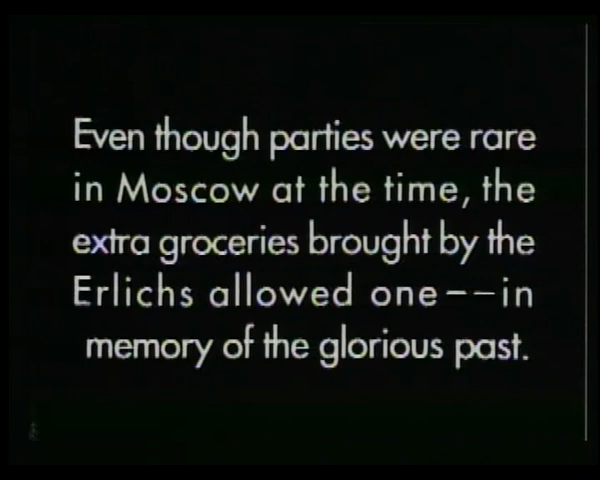 Even though parties were rare
in Moscow at the time, the
extra groceries brought by the
Erlichs allowed one--in
memory of the glorious past.